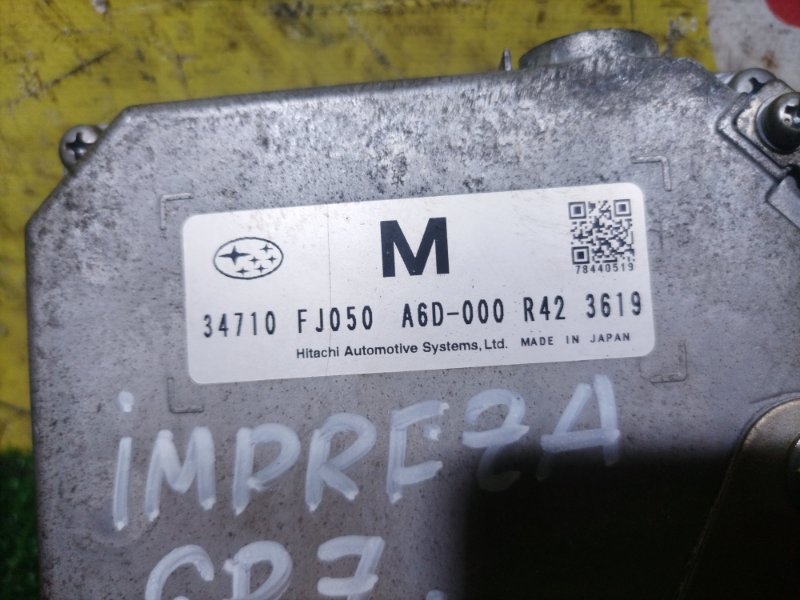 M
78440519
34710 FJ050 A6D-000 R42 3619
Hitachi Automotive Systems, Ltd. MADE IN JAPAN
IMPREZA